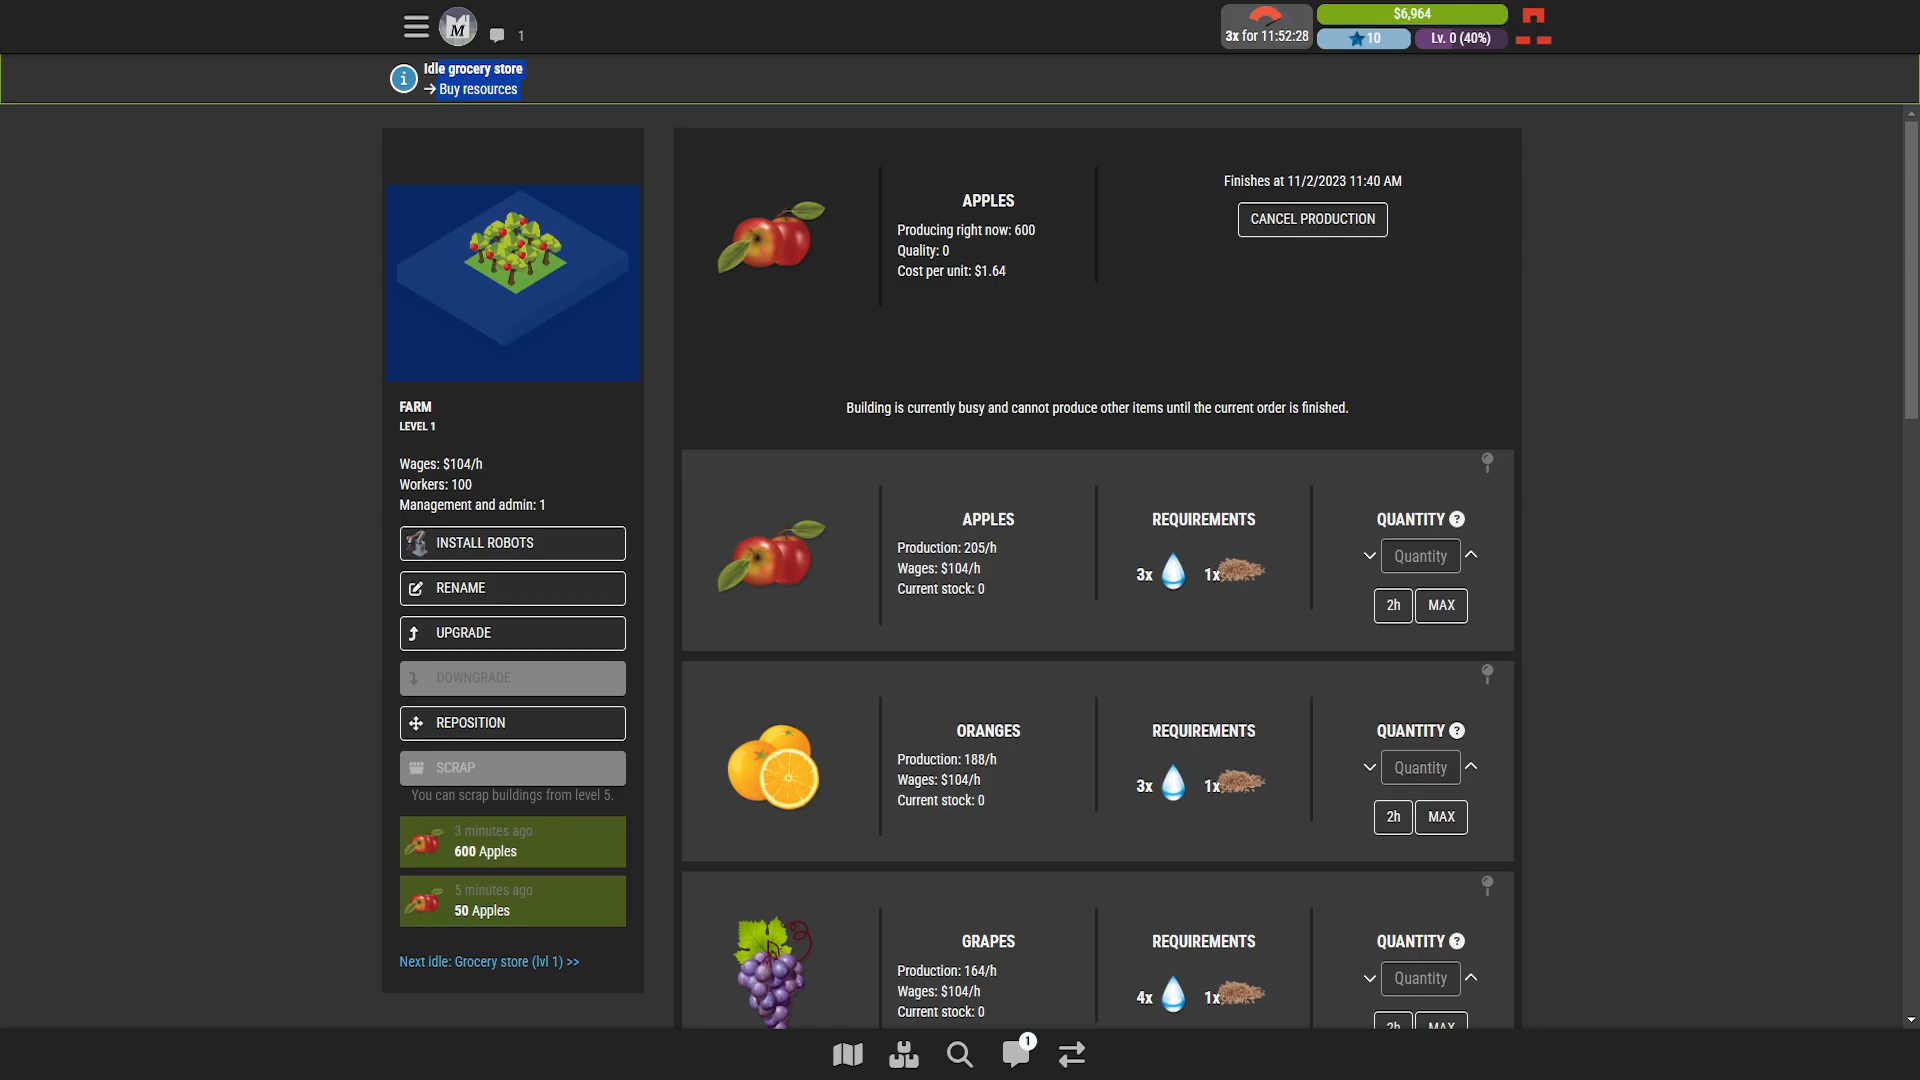 1
3x for 11:52:28
$6,964
10
Lv. 0 (40%)
Idle grocery store
→ Buy resources
FARM
LEVEL 1
Wages: $104/h
Workers: 100
Management and admin: 1
INSTALL ROBOTS
RENAME
UPGRADE
DOWNGRADE
REPOSITION
SCRAP
You can scrap buildings from level 5.
3 minutes ago
600 Apples
5 minutes ago
50 Apples
Next idle: Grocery store (lvl 1) >>
APPLES
Producing right now: 600
Quality: 0
Cost per unit: $1.64
Finishes at 11/2/2023 11:40 AM
CANCEL PRODUCTION
Building is currently busy and cannot produce other items until the current order is finished.
APPLES
Production: 205/h
Wages: $104/h
Current stock: 0
REQUIREMENTS
3x 1x
QUANTITY ?
Quantity
2h MAX
ORANGES
Production: 188/h
Wages: $104/h
Current stock: 0
REQUIREMENTS
3x 1x
QUANTITY ?
Quantity
2h MAX
GRAPES
Production: 164/h
Wages: $104/h
Current stock: 0
REQUIREMENTS
4x 1x
QUANTITY ?
Quantity
2h MAX
1